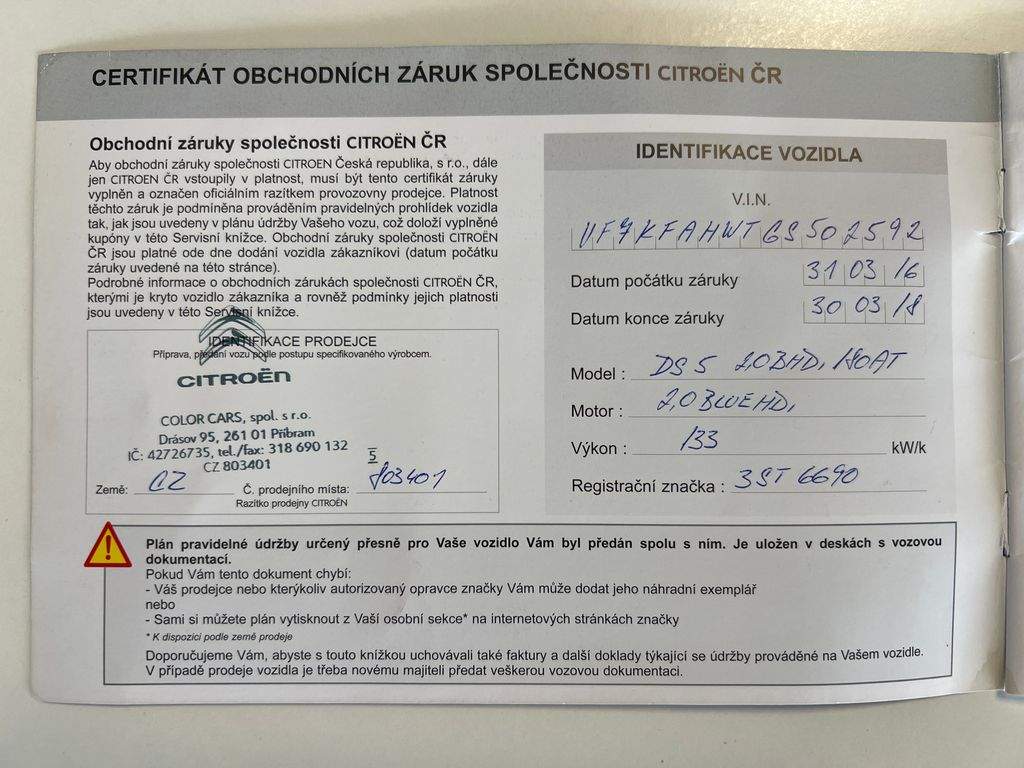 CERTIFIKÁT OBCHODNÍCH ZÁRUK SPOLEČNOSTI CITROËN ČR
Obchodní záruky společnosti CITROËN ČR
Aby obchodní záruky společnosti CITROEN Česká republika, s r.o., dále
jen CITROEN ČR vstoupily v platnost, musí být tento certifikát záruky
vyplněn a označen oficiálním razítkem provozovny prodejce. Platnost
těchto záruk je podmíněna prováděním pravidelných prohlídek vozidla
tak, jak jsou uvedeny v plánu údržby Vašeho vozu, což doloží vyplněné
kupóny v této Servisní knížce. Obchodní záruky společnosti CITROËN
ČR jsou platné ode dne dodání vozidla zákazníkovi (datum počátku
záruky uvedené na této stránce).
Podrobné informace o obchodních zárukách společnosti CITROËN ČR,
kterými je kryto vozidlo zákazníka a rovněž podmínky jejich platnosti
jsou uvedeny v této Servisní knížce.
IDENTIFIKACE PRODEJCE
Příprava, předání vozu podle postupu specifikovaného výrobcem.
CITROËN
COLOR CARS, spol. s r.o.
Drásov 95, 261 01 Příbram
IČ: 42726735, tel./fax: 318 690 132
CZ 803401
5
Země: CZ Č. prodejního místa: 803401
Razítko prodejny CITROËN
IDENTIFIKACE VOZIDLA
V.I.N.
VF7KFAHWTGS502592
Datum počátku záruky 31 03 16
Datum konce záruky 30 03 18
Model : DS5 2,0BHD,
Motor : 2,0 BLUEHD,
Výkon : 133 kW/k
Registrační značka : 3ST 6690
Plán pravidelné údržby určený přesně pro Vaše vozidlo Vám byl předán spolu s ním. Je uložen v deskách s vozovou
dokumentací.
Pokud Vám tento dokument chybí:
- Váš prodejce nebo kterýkoliv autorizovaný opravce značky Vám může dodat jeho náhradní exemplář
nebo
- Sami si můžete plán vytisknout z Vaší osobní sekce* na internetových stránkách značky
* K dispozici podle země prodeje
Doporučujeme Vám, abyste s touto knížkou uchovávali také faktury a další doklady týkající se údržby prováděné na Vašem vozidle.
V případě prodeje vozidla je třeba novému majiteli předat veškerou vozovou dokumentaci.